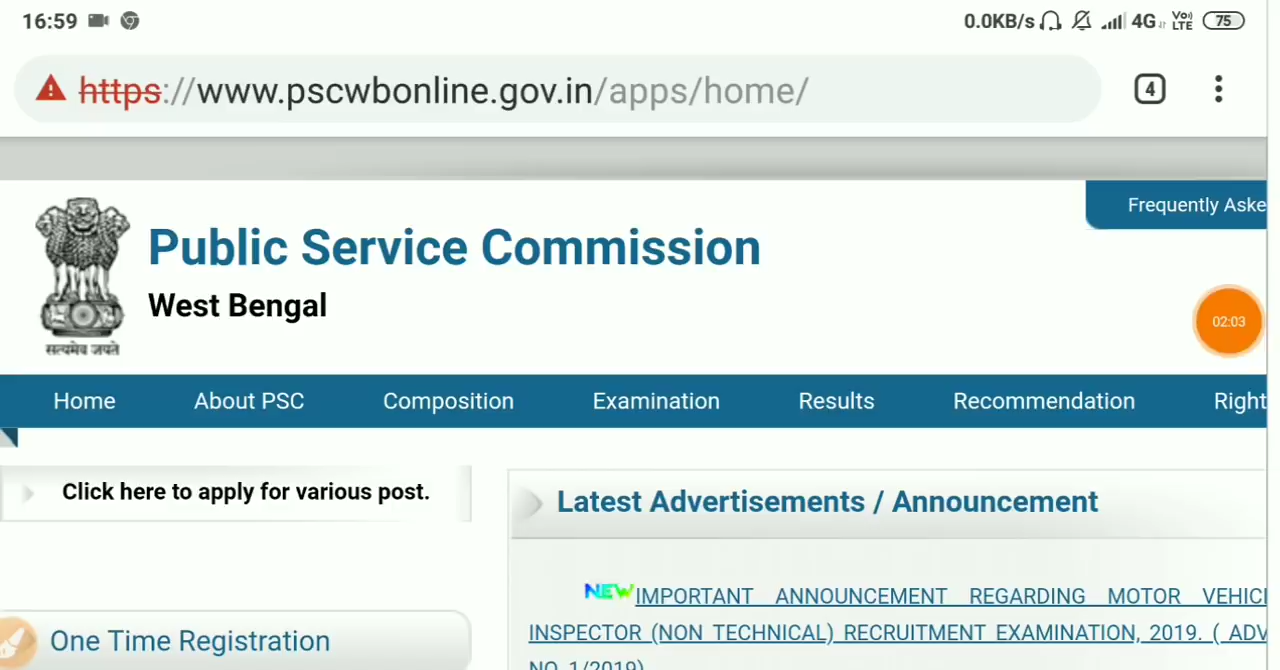 16:59
0.0KB/s 4G Vo) LTE 75
https://www.pscwbonline.gov.in/apps/home/
4
Frequently Aske
Public Service Commission
West Bengal
सत्यमेव जयते
02:03
Home About PSC Composition Examination Results Recommendation Right
Click here to apply for various post.
Latest Advertisements / Announcement
NEW IMPORTANT ANNOUNCEMENT REGARDING MOTOR VEHICL
INSPECTOR (NON TECHNICAL) RECRUITMENT EXAMINATION, 2019. ( ADV
One Time Registration
NO. 1/2019)